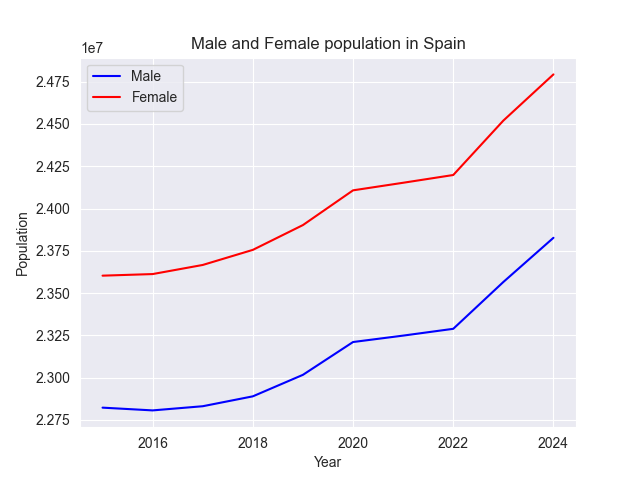 Male and Female population in Spain
1e7
Male
Female
2.475
2.450
2.425
2.400
2.375
2.350
2.325
2.300
2.275
Population
2016 2018 2020 2022 2024
Year